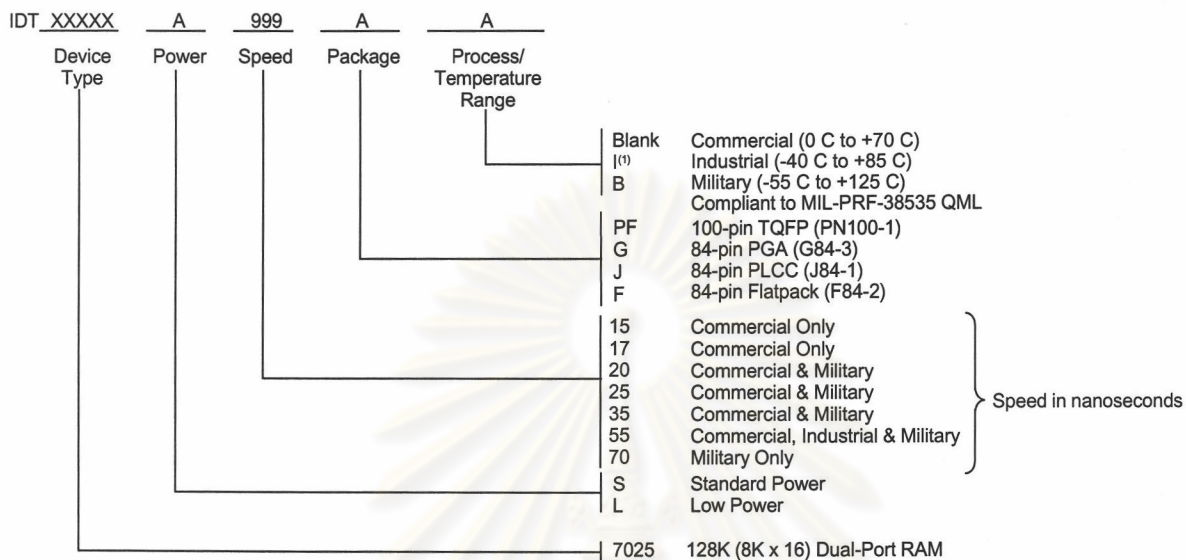 IDT XXXXX A 999 A A
Device Type Power Speed Package Process/ Temperature Range
Blank Commercial (0 C to +70 C)
I(1) Industrial (-40 C to +85 C)
B Military (-55 C to +125 C)
Compliant to MIL-PRF-38535 QML
PF 100-pin TQFP (PN100-1)
G 84-pin PGA (G84-3)
J 84-pin PLCC (J84-1)
F 84-pin Flatpack (F84-2)
15 Commercial Only
17 Commercial Only
20 Commercial & Military
25 Commercial & Military
35 Commercial & Military
55 Commercial, Industrial & Military
70 Military Only
Speed in nanoseconds
S Standard Power
L Low Power
7025 128K (8K x 16) Dual-Port RAM